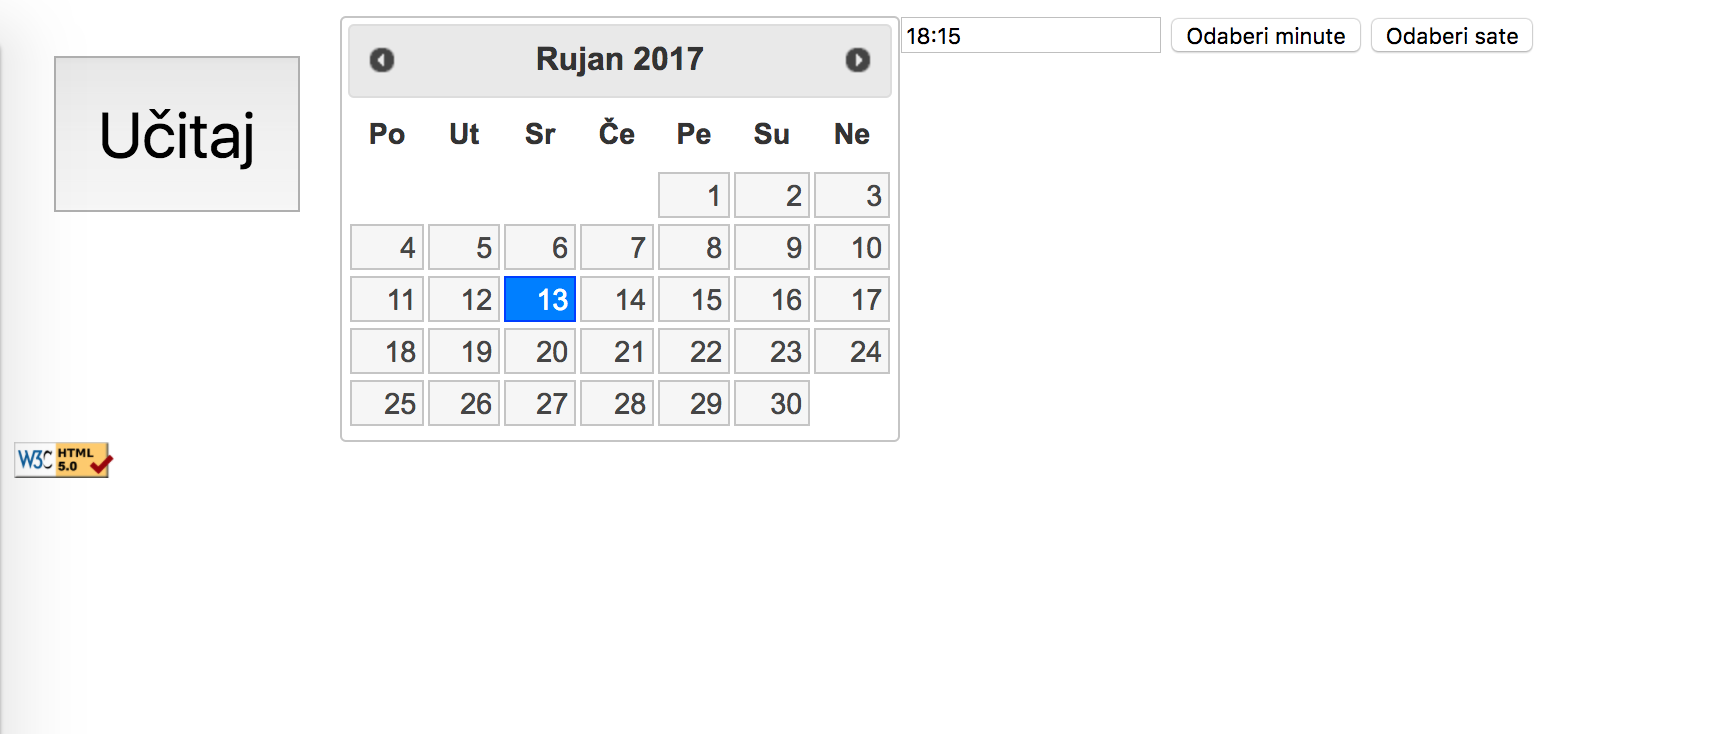 Učitaj
Rujan 2017
Po Ut Sr Če Pe Su Ne
1 2 3
4 5 6 7 8 9 10
11 12 13 14 15 16 17
18 19 20 21 22 23 24
25 26 27 28 29 30
18:15 Odaberi minute Odaberi sate
W3C HTML
5.0